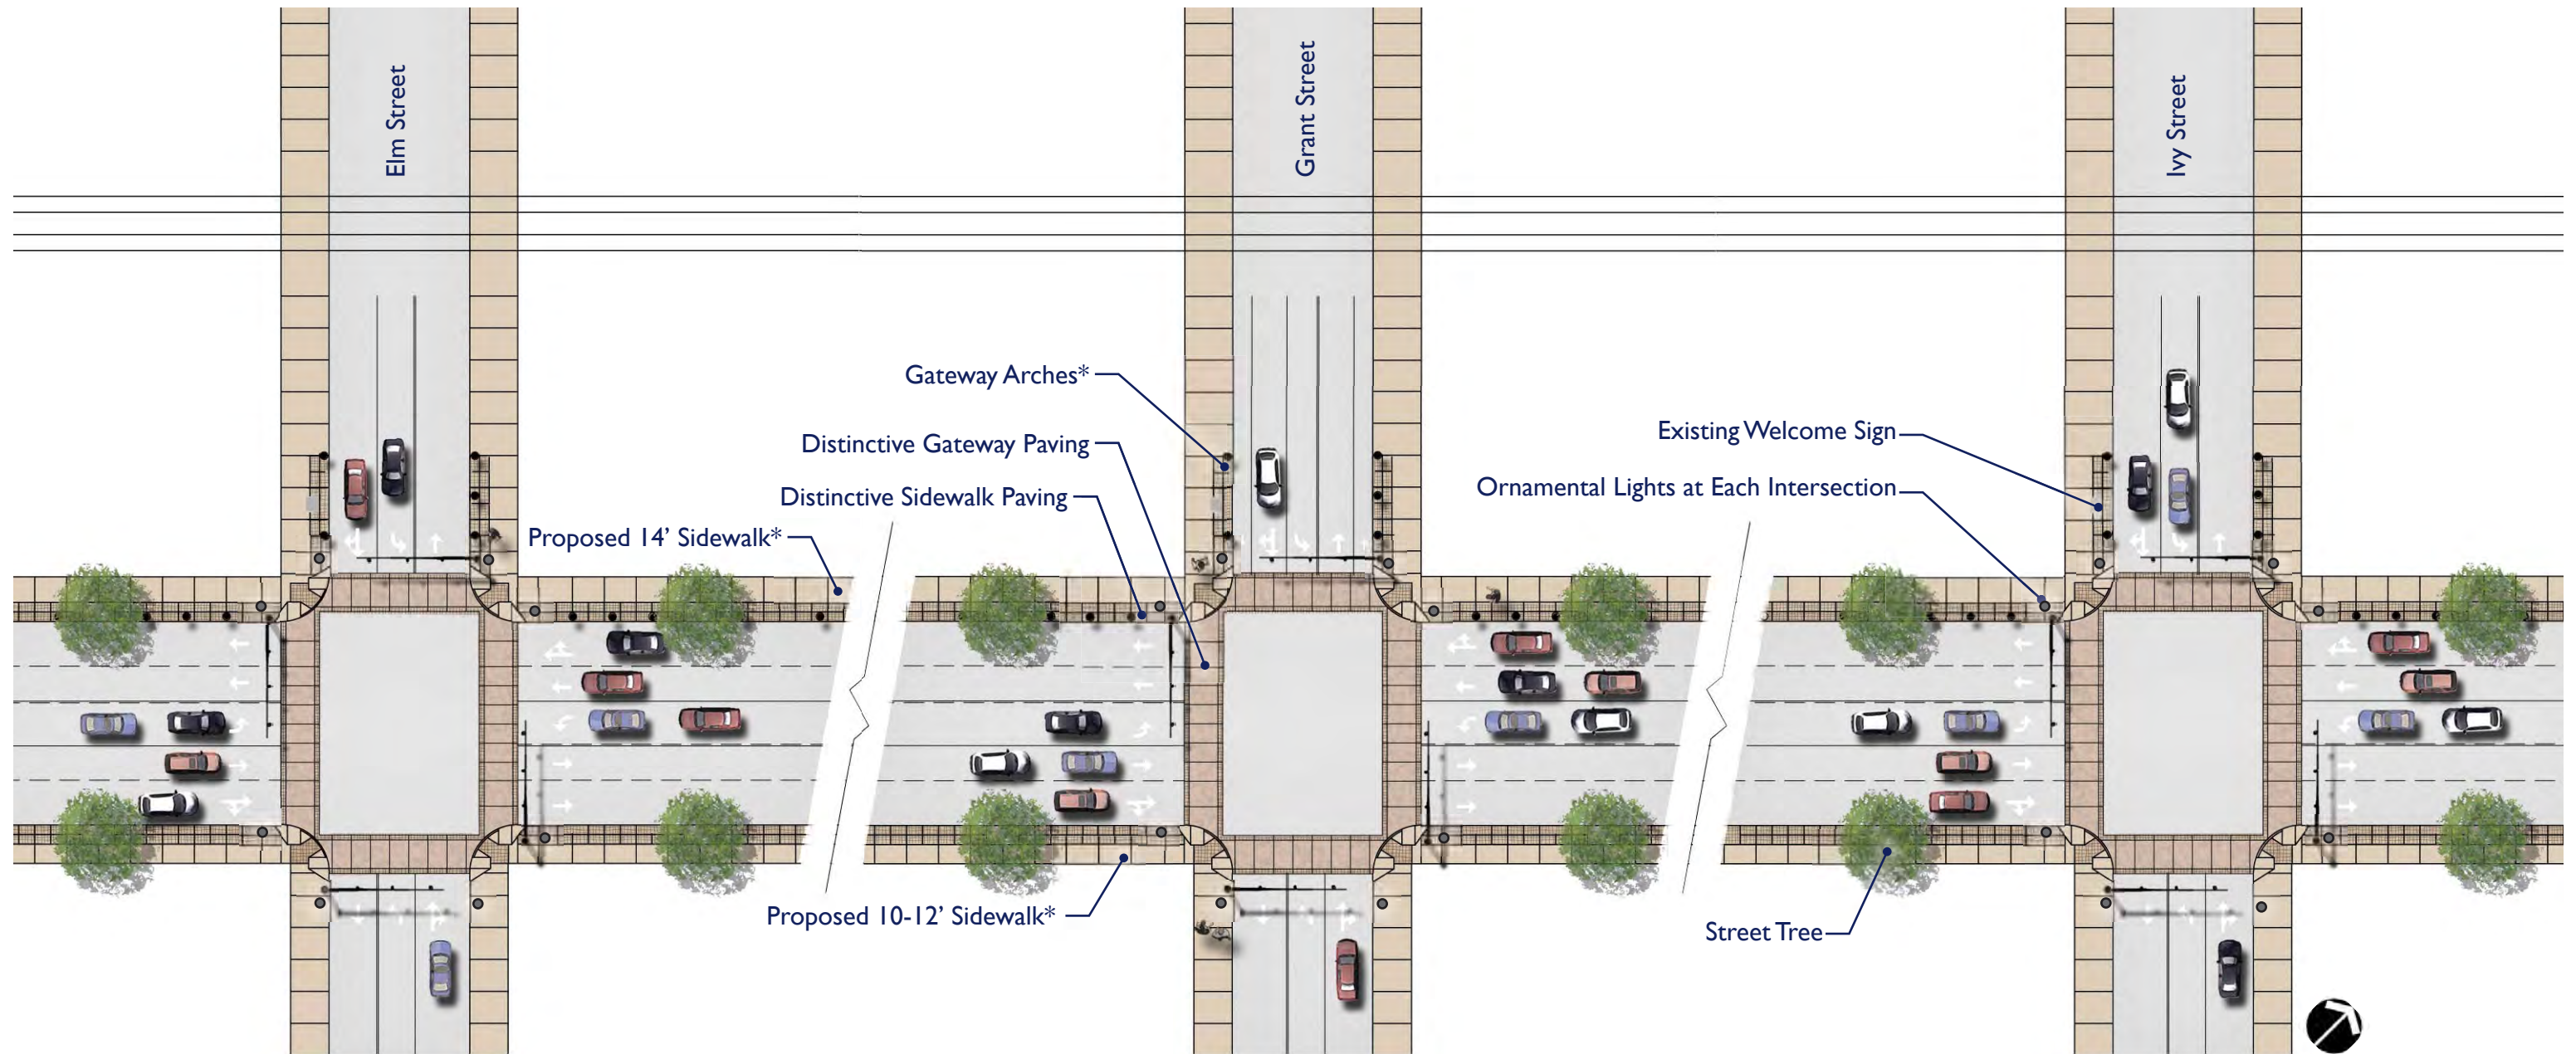 Elm Street
Grant Street
Ivy Street
Gateway Arches*
Distinctive Gateway Paving
Existing Welcome Sign
Distinctive Sidewalk Paving
Ornamental Lights at Each Intersection
Proposed 14’ Sidewalk*
Proposed 10-12’ Sidewalk*
Street Tree